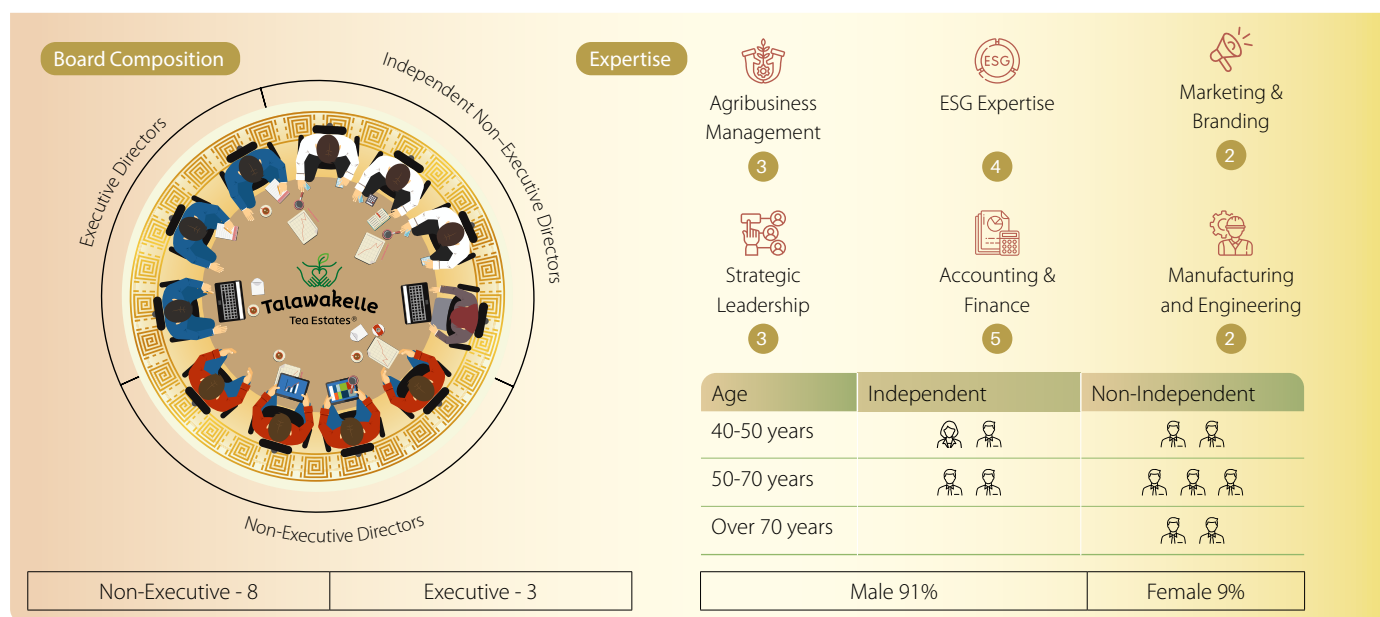 Board Composition
Executive Directors
Independent Non–Executive Directors
Talawakelle
Tea Estates®
Non-Executive Directors
Non-Executive - 8
Executive - 3
Expertise
Agribusiness
Management
3
ESG
ESG Expertise
4
Marketing &
Branding
2
Strategic
Leadership
3
Accounting &
Finance
5
Manufacturing
and Engineering
2
Age
Independent
Non-Independent
40-50 years
50-70 years
Over 70 years
Male 91%
Female 9%